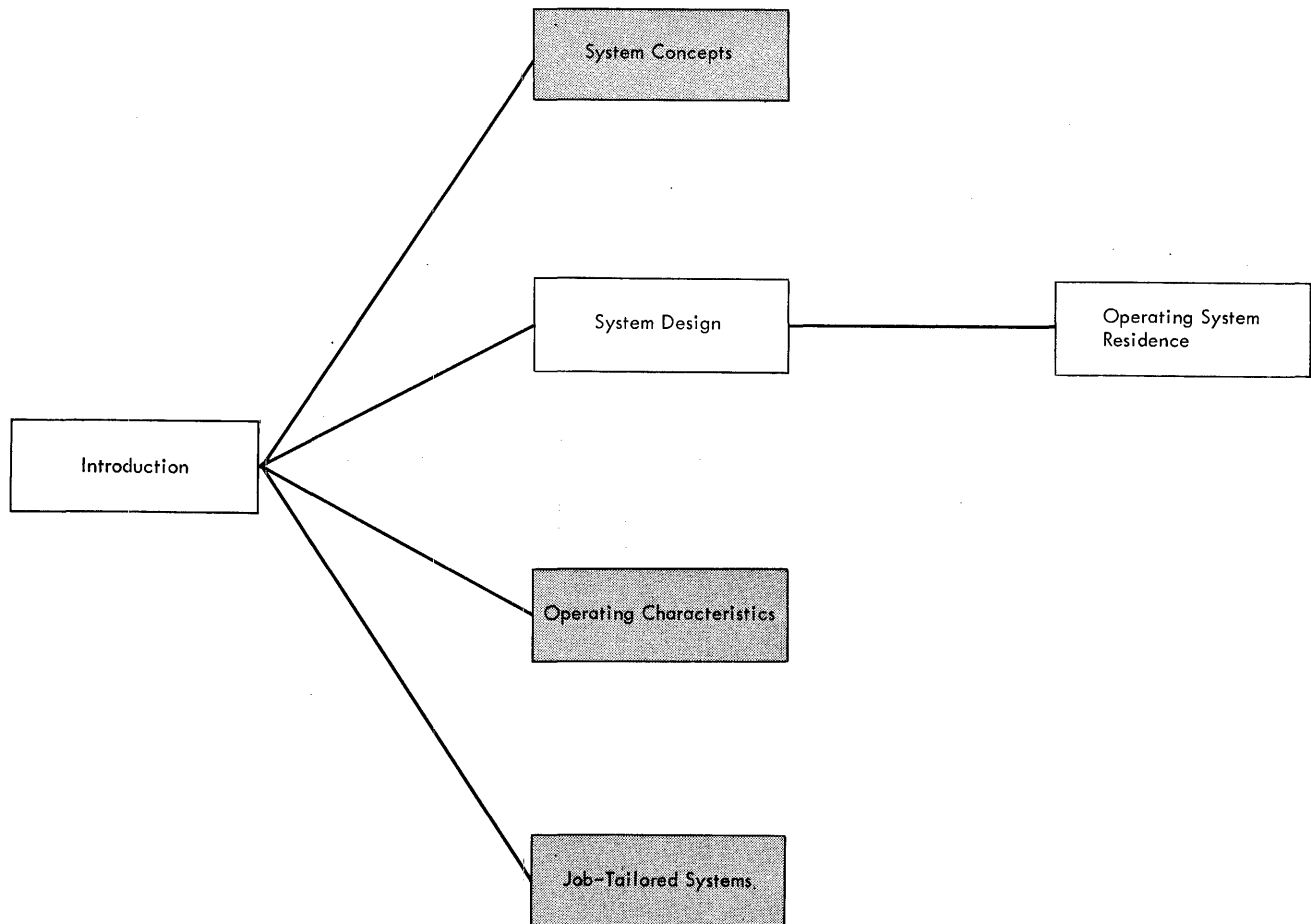 System Concepts
System Design
Operating System
Residence
Introduction
Operating Characteristics
Job-Tailored Systems